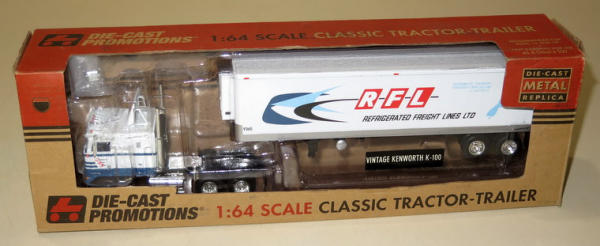 DIE-CAST
PROMOTIONS
1:64 SCALE CLASSIC TRACTOR-TRAILER
DIE-CAST
METAL
REPLICA
R-F-L
REFRIGERATED FREIGHT LINES LTD
VINTAGE KENWORTH K-100
DIE-CAST
PROMOTIONS
1:64 SCALE CLASSIC TRACTOR-TRAILER